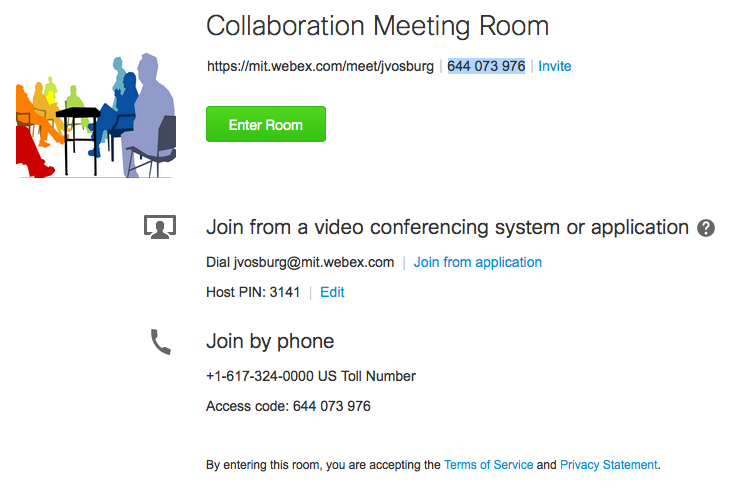 Collaboration Meeting Room
https://mit.webex.com/meet/jvosburg | 644 073 976 | Invite
Enter Room
Join from a video conferencing system or application ?
Dial jvosburg@mit.webex.com | Join from application
Host PIN: 3141 | Edit
Join by phone
+1-617-324-0000 US Toll Number
Access code: 644 073 976
By entering this room, you are accepting the Terms of Service and Privacy Statement.